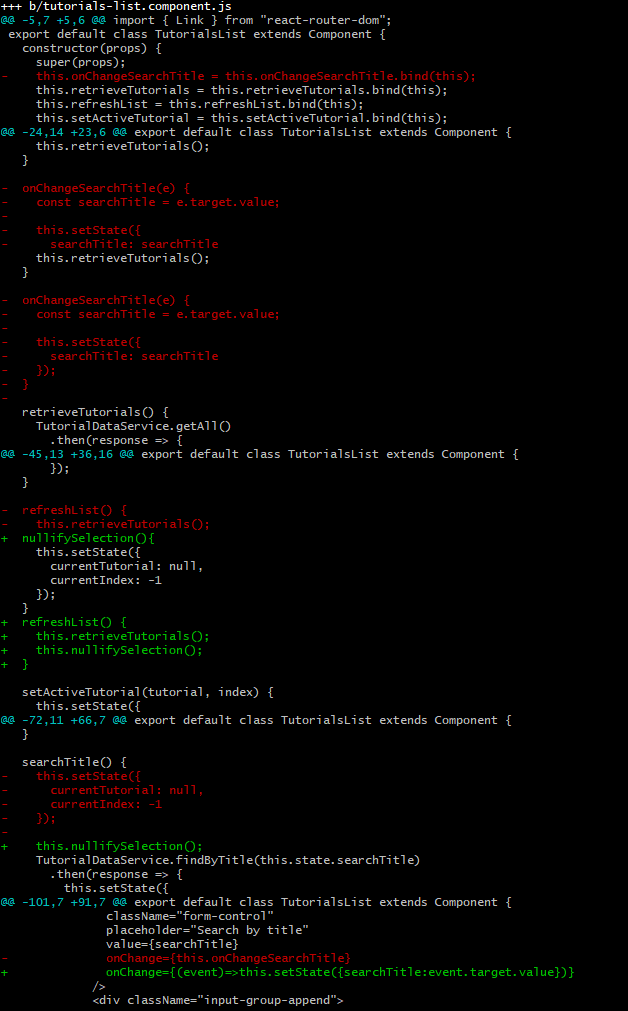 +++ b/tutorials-list.component.js
@@ -5,7 +5,6 @@ import { Link } from "react-router-dom";
 export default class TutorialsList extends Component {
   constructor(props) {
     super(props);
-    this.onChangeSearchTitle = this.onChangeSearchTitle.bind(this);
     this.retrieveTutorials = this.retrieveTutorials.bind(this);
     this.refreshList = this.refreshList.bind(this);
     this.setActiveTutorial = this.setActiveTutorial.bind(this);
@@ -24,14 +23,6 @@ export default class TutorialsList extends Component {
     this.retrieveTutorials();
   }

-  onChangeSearchTitle(e) {
-    const searchTitle = e.target.value;
-
-    this.setState({
-      searchTitle: searchTitle
     this.retrieveTutorials();
   }

-  onChangeSearchTitle(e) {
-    const searchTitle = e.target.value;
-
-    this.setState({
-      searchTitle: searchTitle
-    });
-  }
-
   retrieveTutorials() {
     TutorialDataService.getAll()
       .then(response => {
@@ -45,13 +36,16 @@ export default class TutorialsList extends Component {
       });
   }

-  refreshList() {
-    this.retrieveTutorials();
+  nullifySelection(){
     this.setState({
       currentTutorial: null,
       currentIndex: -1
     });
   }
+  refreshList() {
+    this.retrieveTutorials();
+    this.nullifySelection();
+  }

   setActiveTutorial(tutorial, index) {
     this.setState({
@@ -72,11 +66,7 @@ export default class TutorialsList extends Component {
   }

   searchTitle() {
-    this.setState({
-      currentTutorial: null,
-      currentIndex: -1
-    });
-
+    this.nullifySelection();
     TutorialDataService.findByTitle(this.state.searchTitle)
       .then(response => {
         this.setState({
@@ -101,7 +91,7 @@ export default class TutorialsList extends Component {
               className="form-control"
               placeholder="Search by title"
               value={searchTitle}
-              onChange={this.onChangeSearchTitle}
+              onChange={(event)=>this.setState({searchTitle:event.target.value})}
             />
             <div className="input-group-append">